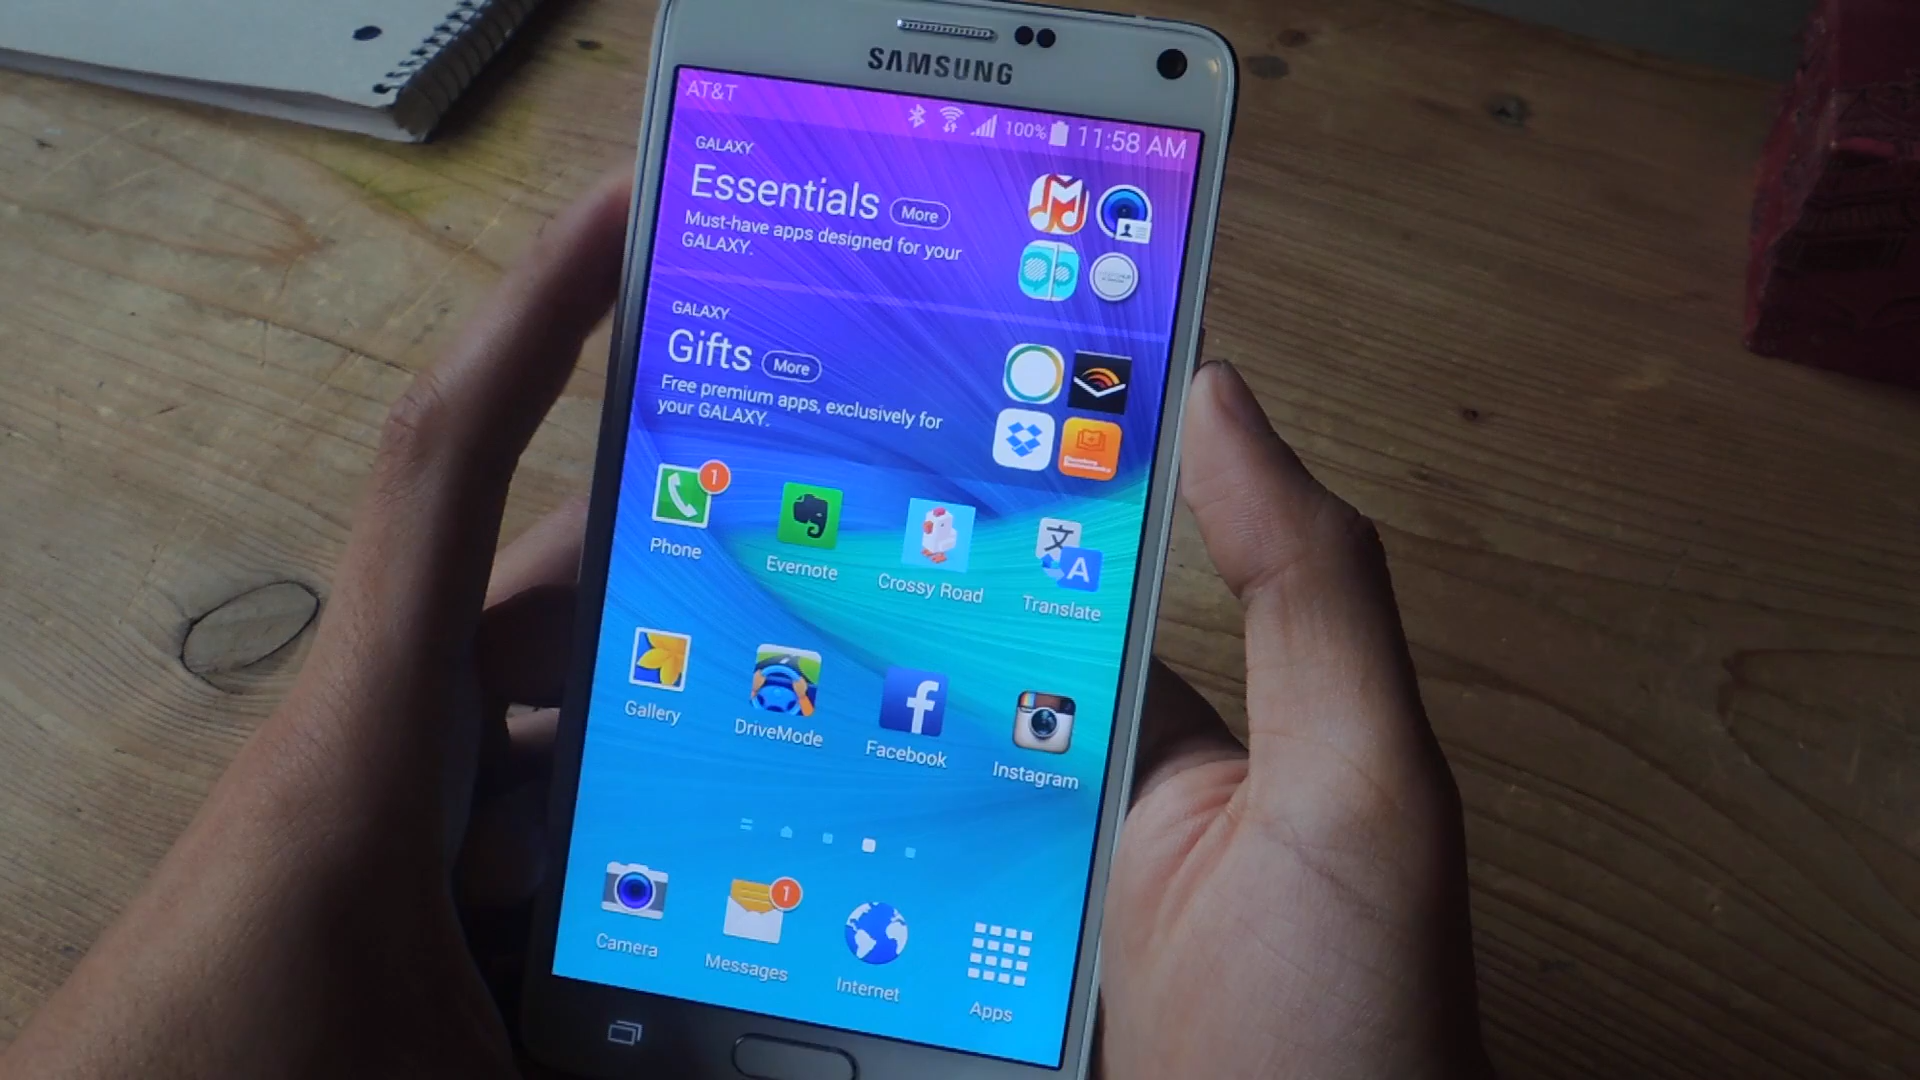 SAMSUNG
AT&T
100% 11:58 AM
GALAXY
Essentials More
Must-have apps designed for your
GALAXY.
GALAXY
Gifts More
Free premium apps, exclusively for
your GALAXY.
1
Phone
Evernote
Crossy Road
文
A
Translate
Gallery
DriveMode
f
Facebook
Instagram
1
Camera
Messages
Internet
Apps